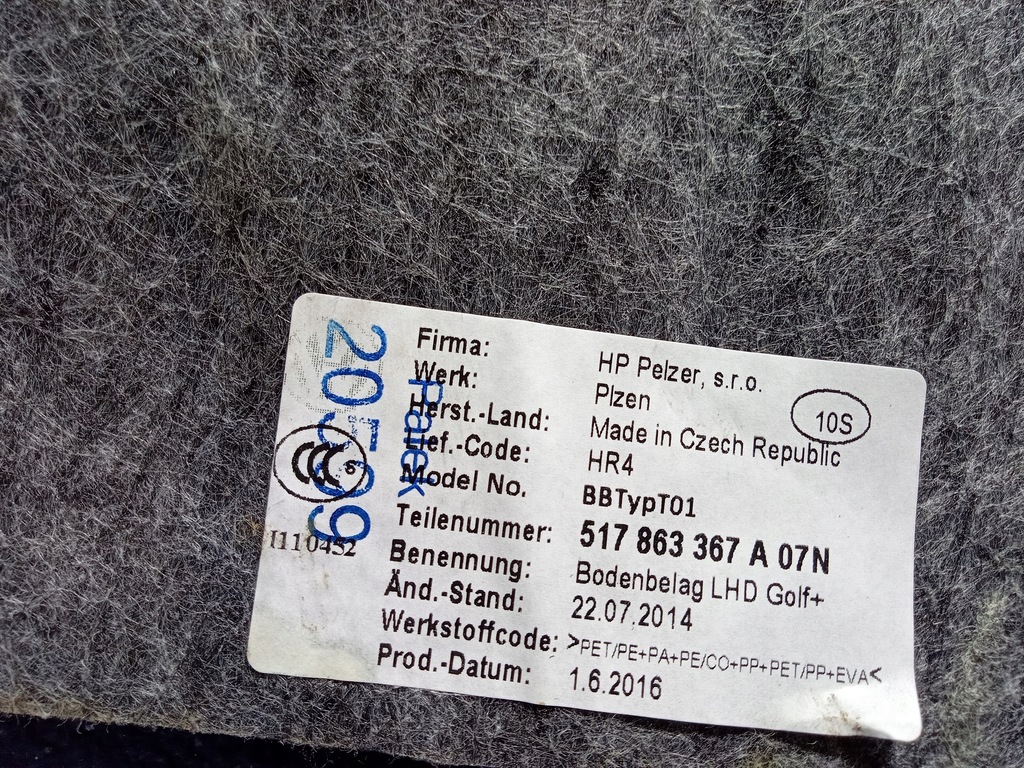 Firma: HP Pelzer, s.r.o.
Werk: Plzen
Herst.-Land: Made in Czech Republic
10S
Lief.-Code: HR4
Model No. BBTypT01
Teilenummer: 517 863 367 A 07N
Benennung: Bodenbelag LHD Golf+
Änd.-Stand: 22.07.2014
Werkstoffcode: >PET/PE+PA+PE/CO+PP+PET/PP+EVA<
Prod.-Datum: 1.6.2016
CCC S
I110452